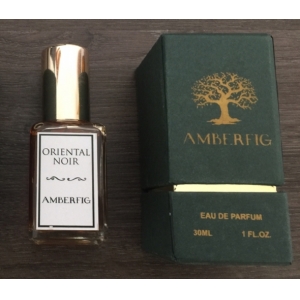 ORIENTAL
NOIR
AMBERFIG
AMBERFIG
EAU DE PARFUM
30ML 1 FL.OZ.